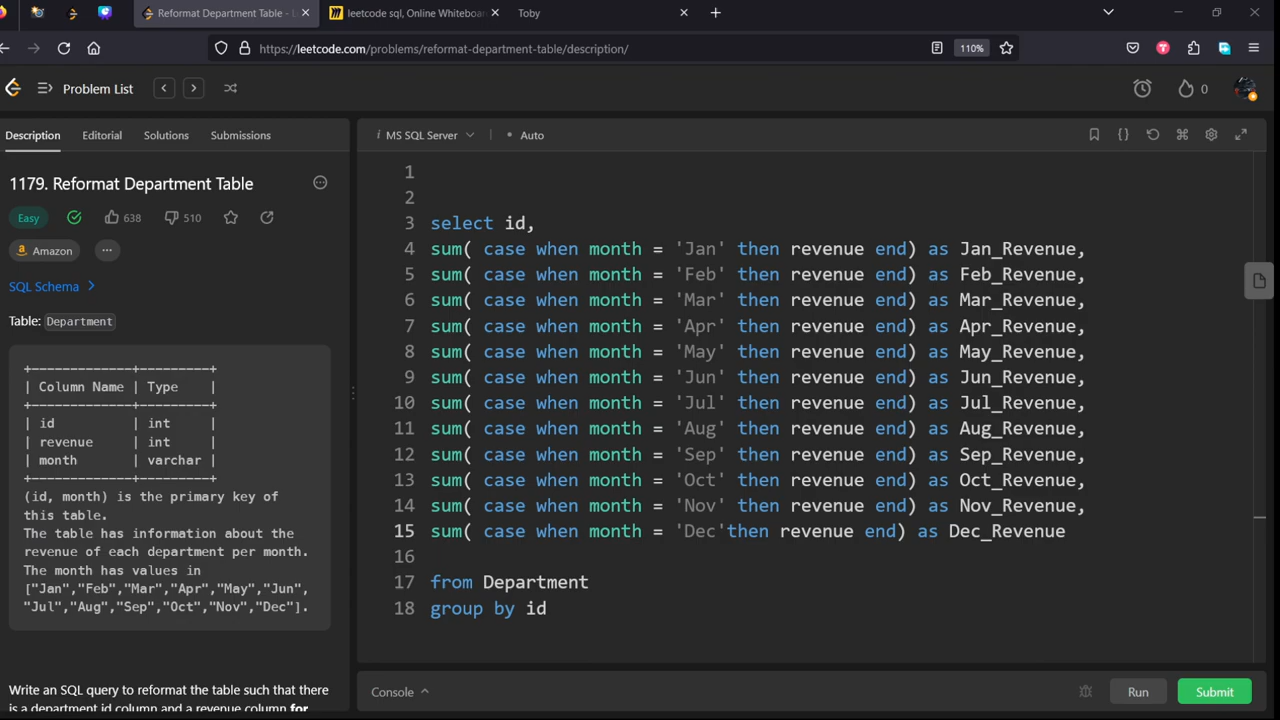 Reformat Department Table - L
leetcode sql, Online Whiteboar
Toby
https://leetcode.com/problems/reformat-department-table/description/
110%
Problem List
0
Description
Editorial
Solutions
Submissions
i MS SQL Server
Auto
1179. Reformat Department Table
Easy
638
510
Amazon
SQL Schema
Table: Department
+-------------+---------+
| Column Name | Type    |
+-------------+---------+
| id          | int     |
| revenue     | int     |
| month       | varchar |
+-------------+---------+
(id, month) is the primary key of
this table.
The table has information about the
revenue of each department per month.
The month has values in
["Jan","Feb","Mar","Apr","May","Jun",
"Jul","Aug","Sep","Oct","Nov","Dec"].
Write an SQL query to reformat the table such that there
is a department id column and a revenue column for
1
2
3 select id,
4 sum( case when month = 'Jan' then revenue end) as Jan_Revenue,
5 sum( case when month = 'Feb' then revenue end) as Feb_Revenue,
6 sum( case when month = 'Mar' then revenue end) as Mar_Revenue,
7 sum( case when month = 'Apr' then revenue end) as Apr_Revenue,
8 sum( case when month = 'May' then revenue end) as May_Revenue,
9 sum( case when month = 'Jun' then revenue end) as Jun_Revenue,
10 sum( case when month = 'Jul' then revenue end) as Jul_Revenue,
11 sum( case when month = 'Aug' then revenue end) as Aug_Revenue,
12 sum( case when month = 'Sep' then revenue end) as Sep_Revenue,
13 sum( case when month = 'Oct' then revenue end) as Oct_Revenue,
14 sum( case when month = 'Nov' then revenue end) as Nov_Revenue,
15 sum( case when month = 'Dec'then revenue end) as Dec_Revenue
16
17 from Department
18 group by id
Console
Run
Submit